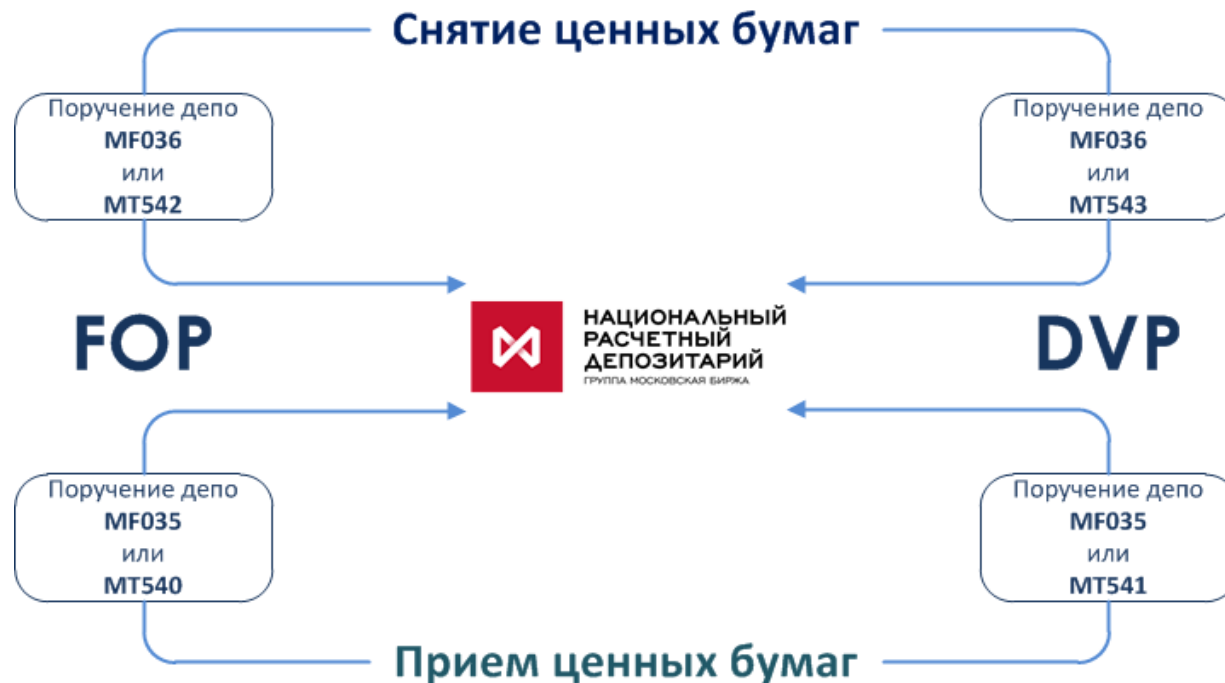 Снятие ценных бумаг
Поручение депо
MF036
или
MT542
Поручение депо
MF036
или
MT543
FOP
НАЦИОНАЛЬНЫЙ
РАСЧЕТНЫЙ
ДЕПОЗИТАРИЙ
ГРУППА МОСКОВСКАЯ БИРЖА
DVP
Поручение депо
MF035
или
MT540
Поручение депо
MF035
или
MT541
Прием ценных бумаг